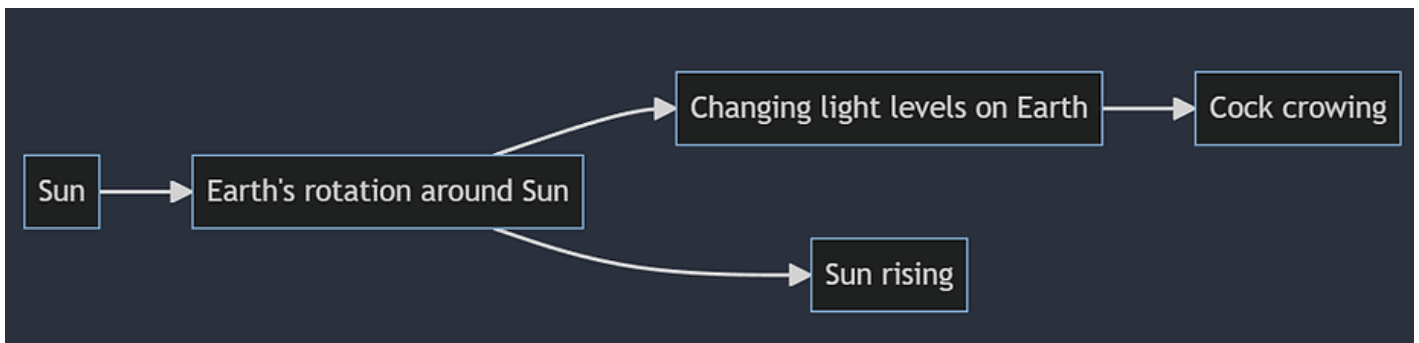 Sun
Earth's rotation around Sun
Changing light levels on Earth
Cock crowing
Sun rising